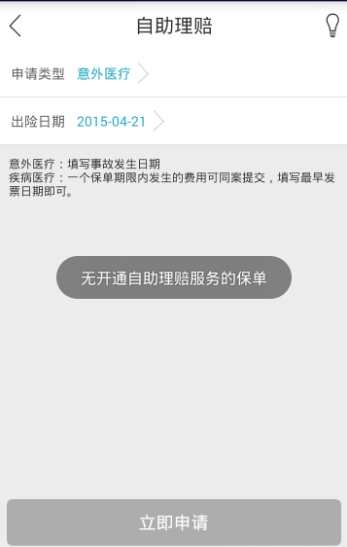 自助理赔
申请类型 意外医疗
出险日期 2015-04-21
意外医疗：填写事故发生日期
疾病医疗：一个保单期限内发生的费用可同案提交，填写最早发
票日期即可。
无开通自助理赔服务的保单
立即申请